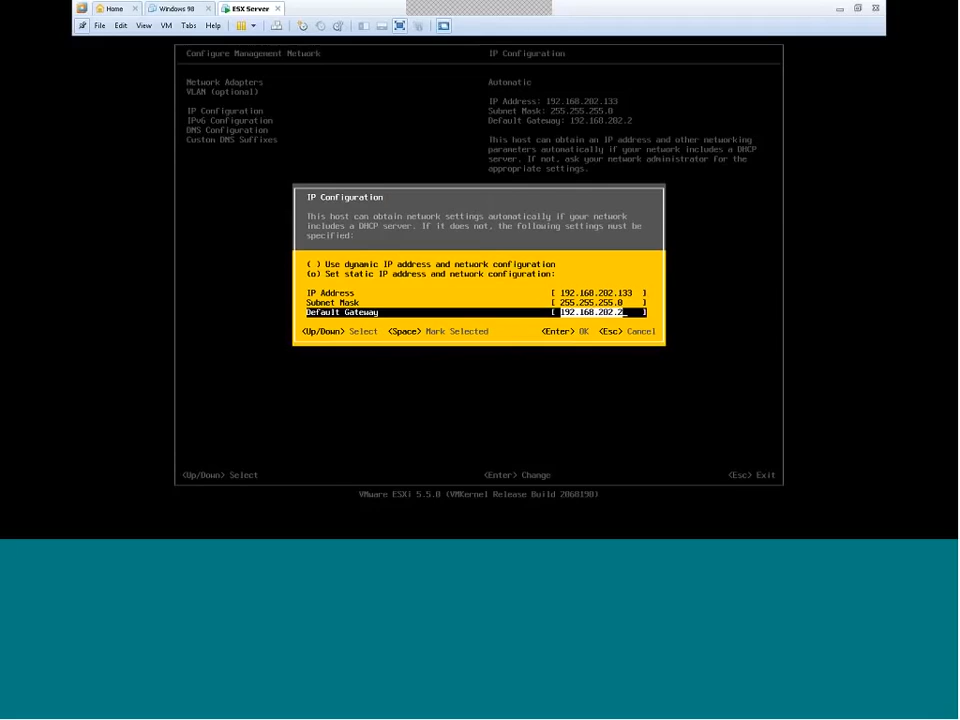 Home Windows 98 ESX Server
File Edit View VM Tabs Help
Configure Management Network IP Configuration
Network Adapters Automatic
VLAN (optional)
IP Address: 192.168.202.133
IP Configuration Subnet Mask: 255.255.255.0
IPv6 Configuration Default Gateway: 192.168.202.2
DNS Configuration
Custom DNS Suffixes This host can obtain an IP address and other networking
parameters automatically if your network includes a DHCP
server. If not, ask your network administrator for the
appropriate settings.
IP Configuration
This host can obtain network settings automatically if your network
includes a DHCP server. If it does not, the following settings must be
specified:
( ) Use dynamic IP address and network configuration
(o) Set static IP address and network configuration:
IP Address [ 192.168.202.133 ]
Subnet Mask [ 255.255.255.0 ]
Default Gateway [ 192.168.202.2_ ]
<Up/Down> Select <Space> Mark Selected <Enter> OK <Esc> Cancel
<Up/Down> Select <Enter> Change <Esc> Exit
VMware ESXi 5.5.0 (VMKernel Release Build 2068190)